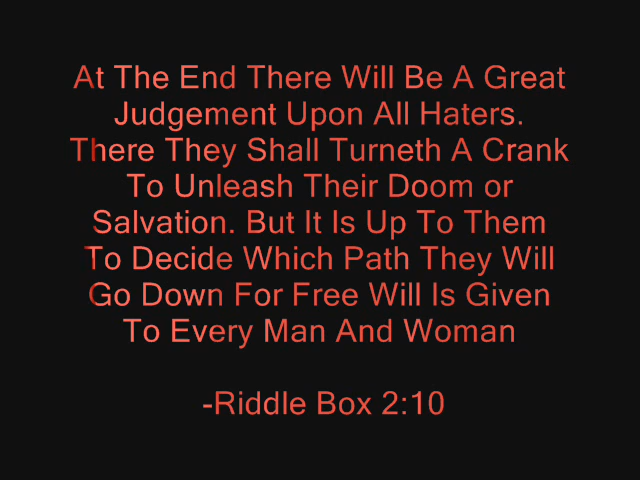 At The End There Will Be A Great
Judgement Upon All Haters.
There They Shall Turneth A Crank
To Unleash Their Doom or
Salvation. But It Is Up To Them
To Decide Which Path They Will
Go Down For Free Will Is Given
To Every Man And Woman
-Riddle Box 2:10